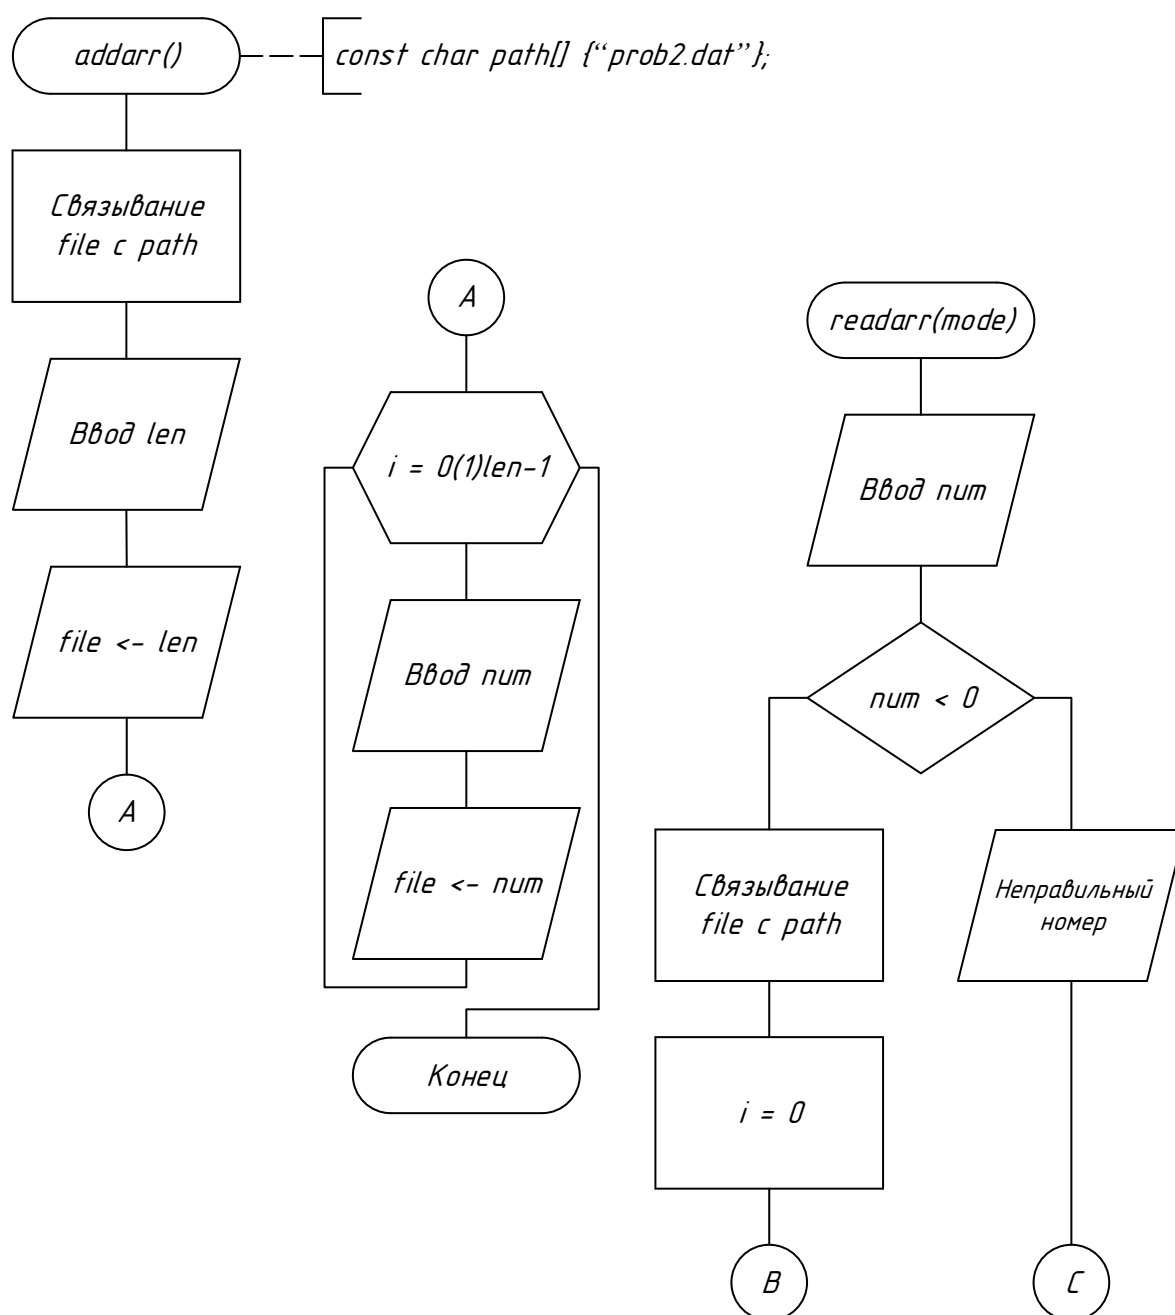 addarr()
const char path[] {“prob2.dat”};
Связывание
file с path
Ввод len
file <- len
A
A
i = 0(1)len-1
Ввод num
file <- num
Конец
readarr(mode)
Ввод num
num < 0
Связывание
file с path
i = 0
B
Неправильный
номер
C